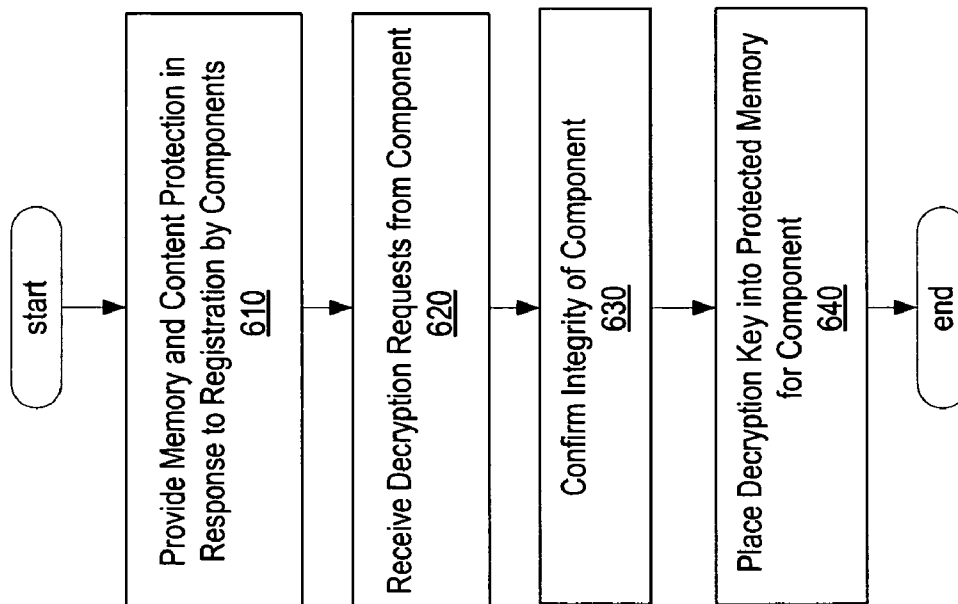 start
Provide Memory and Content Protection in
Response to Registration by Components
610
Receive Decryption Requests from Component
620
Confirm Integrity of Component
630
Place Decryption Key into Protected Memory
for Component
640
end